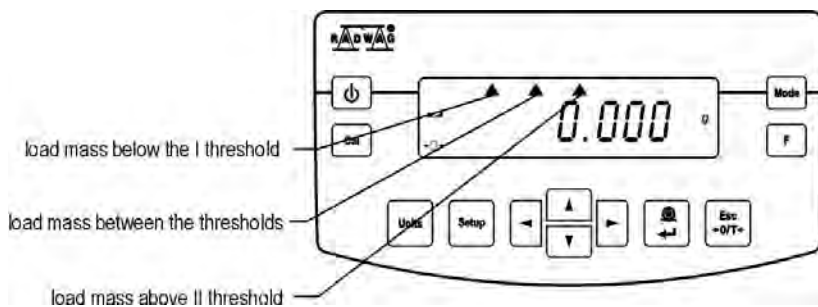 RADWAG
Mode
Cal
0.000 g
F
load mass below the I threshold
load mass between the thresholds
Units
Setup
Esc
→0/T←
load mass above II threshold